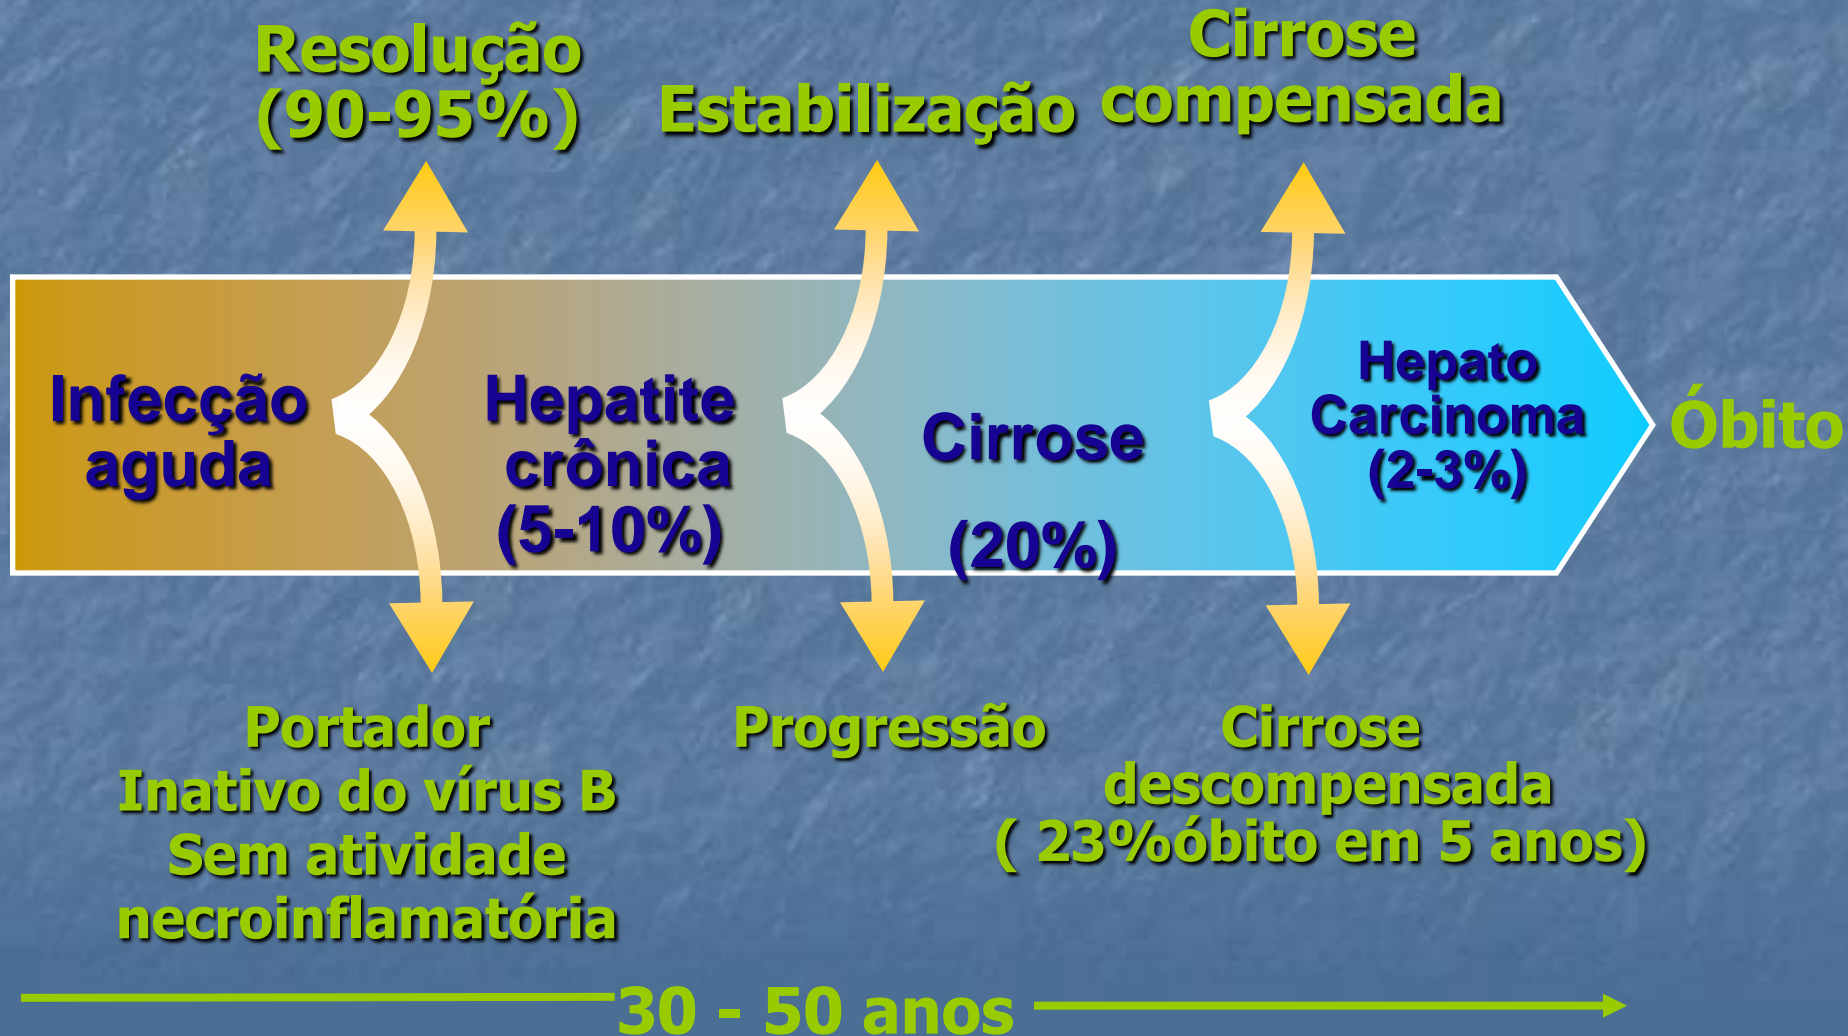 Resolução
(90-95%)
Estabilização
Cirrose
compensada
Infecção
aguda
Hepatite
crônica
(5-10%)
Cirrose
(20%)
Hepato
Carcinoma
(2-3%)
Óbito
Portador
Inativo do vírus B
Sem atividade
necroinflamatória
Progressão
Cirrose
descompensada
( 23%óbito em 5 anos)
30 - 50 anos